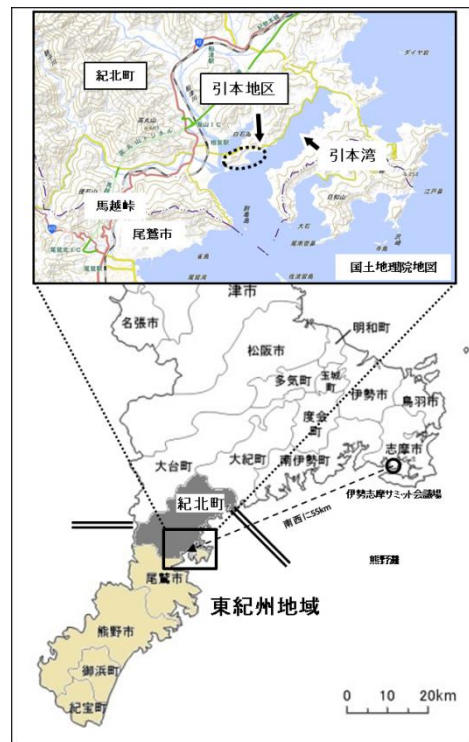 紀北町
引本地区
引本湾
相賀駅
馬越峠
尾鷲市
国土地理院地図
津市
名張市
松阪市
明和町
多気町
玉城町
伊勢市
鳥羽市
度会町
志摩市
大台町
大紀町
南伊勢町
伊勢志摩サミット会議場
紀北町
南西に55km
熊野灘
尾鷲市
東紀州地域
熊野市
御浜町
紀宝町
0 10 20km